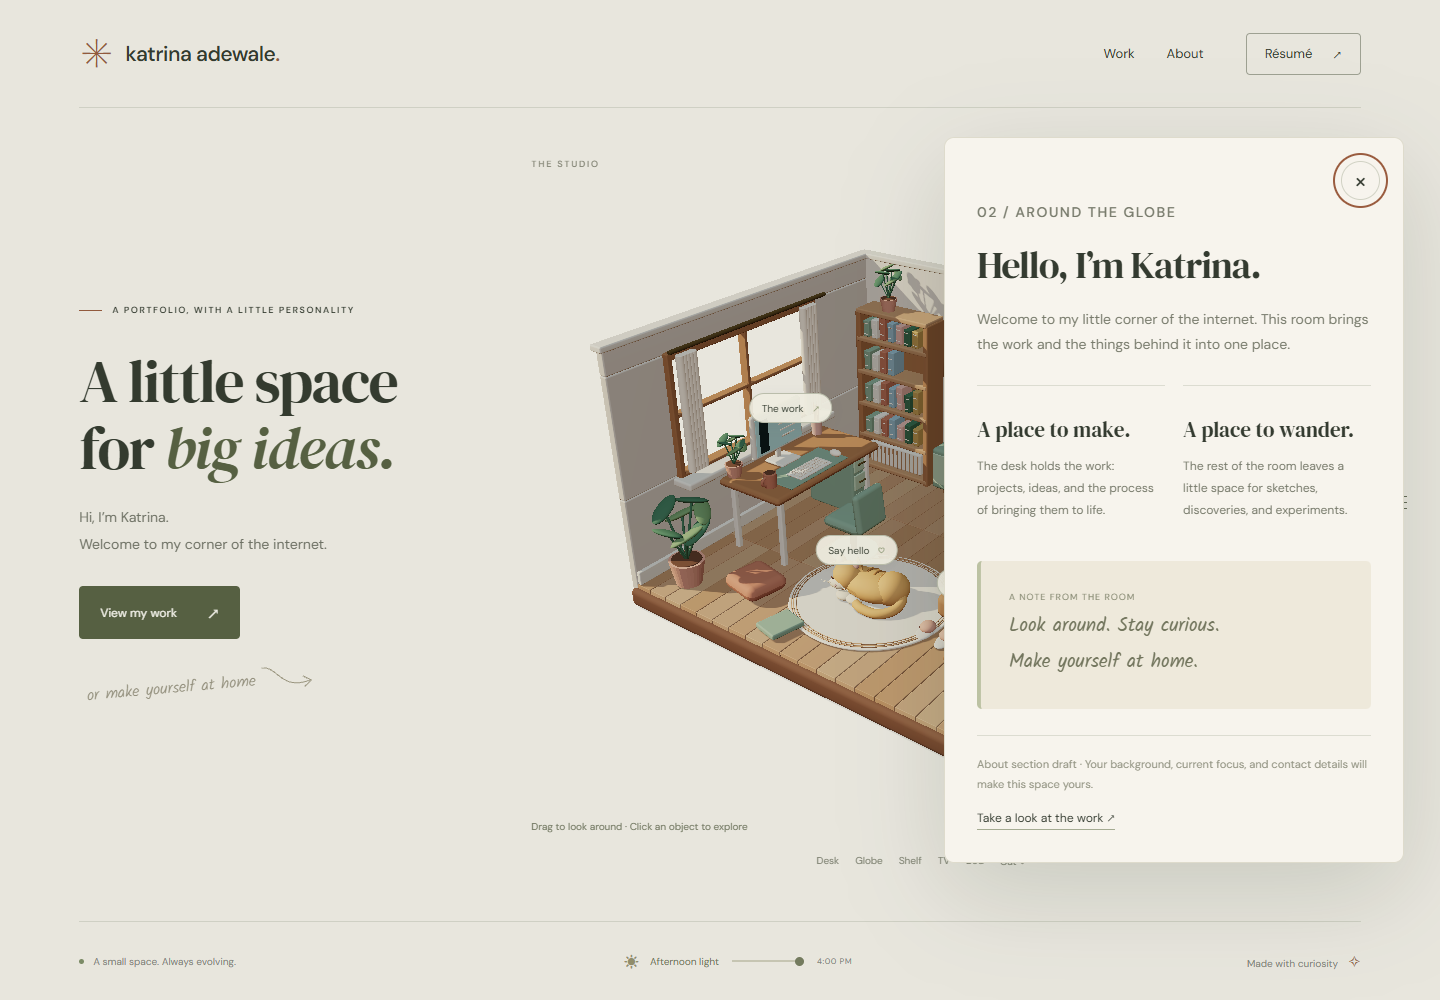 katrina adewale.
Work
About
Résumé ↗
THE STUDIO
A PORTFOLIO, WITH A LITTLE PERSONALITY
A little space
for big ideas.
Hi, I’m Katrina.
Welcome to my corner of the internet.
View my work ↗
or make yourself at home
The work ↗
Say hello ♡
Drag to look around · Click an object to explore
Desk
Globe
Shelf
TV
02 / AROUND THE GLOBE
Hello, I’m Katrina.
Welcome to my little corner of the internet. This room brings
the work and the things behind it into one place.
A place to make.
The desk holds the work:
projects, ideas, and the process
of bringing them to life.
A place to wander.
The rest of the room leaves a
little space for sketches,
discoveries, and experiments.
A NOTE FROM THE ROOM
Look around. Stay curious.
Make yourself at home.
About section draft · Your background, current focus, and contact details will
make this space yours.
Take a look at the work ↗
A small space. Always evolving.
Afternoon light
4:00 PM
Made with curiosity